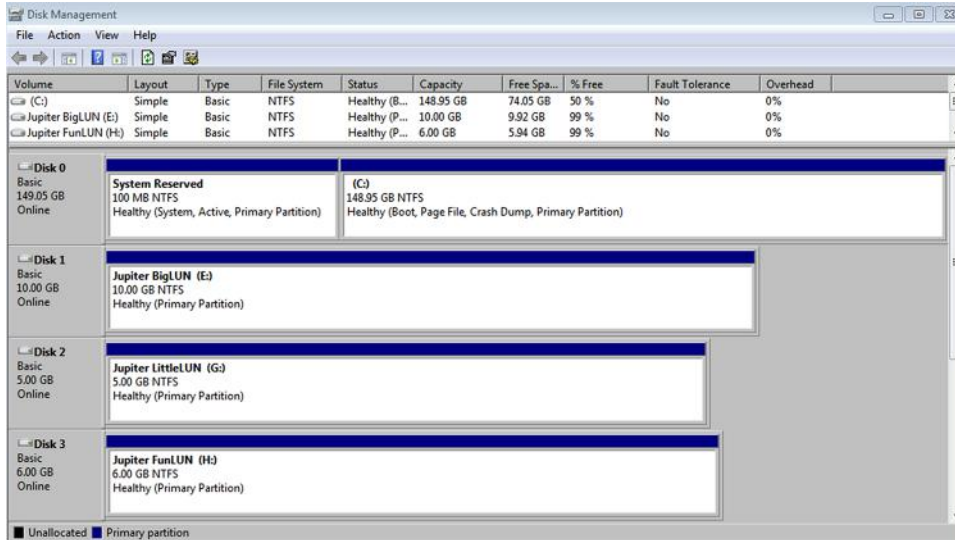 Disk Management
File Action View Help
Volume Layout Type File System Status Capacity Free Spa... % Free Fault Tolerance Overhead
(C:) Simple Basic NTFS Healthy (B... 148.95 GB 74.05 GB 50 % No 0%
Jupiter BigLUN (E:) Simple Basic NTFS Healthy (P... 10.00 GB 9.92 GB 99 % No 0%
Jupiter FunLUN (H:) Simple Basic NTFS Healthy (P... 6.00 GB 5.94 GB 99 % No 0%
Disk 0
Basic
149.05 GB
Online
System Reserved
100 MB NTFS
Healthy (System, Active, Primary Partition)
(C:)
148.95 GB NTFS
Healthy (Boot, Page File, Crash Dump, Primary Partition)
Disk 1
Basic
10.00 GB
Online
Jupiter BigLUN (E:)
10.00 GB NTFS
Healthy (Primary Partition)
Disk 2
Basic
5.00 GB
Online
Jupiter LittleLUN (G:)
5.00 GB NTFS
Healthy (Primary Partition)
Disk 3
Basic
6.00 GB
Online
Jupiter FunLUN (H:)
6.00 GB NTFS
Healthy (Primary Partition)
Unallocated Primary partition